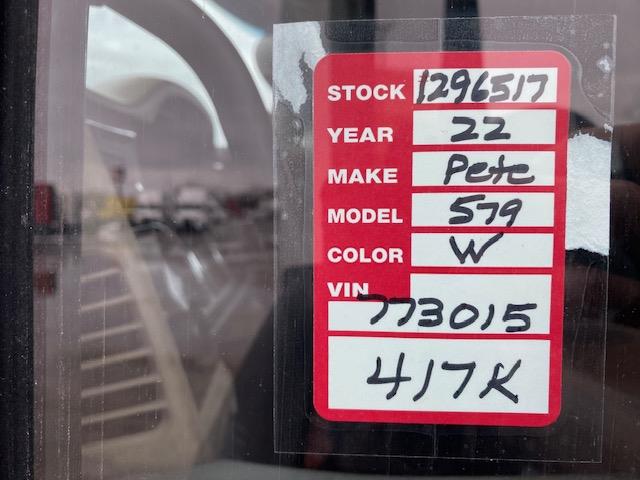 STOCK 1296517
YEAR 22
MAKE Pete
MODEL 579
COLOR W
VIN
773015
417K